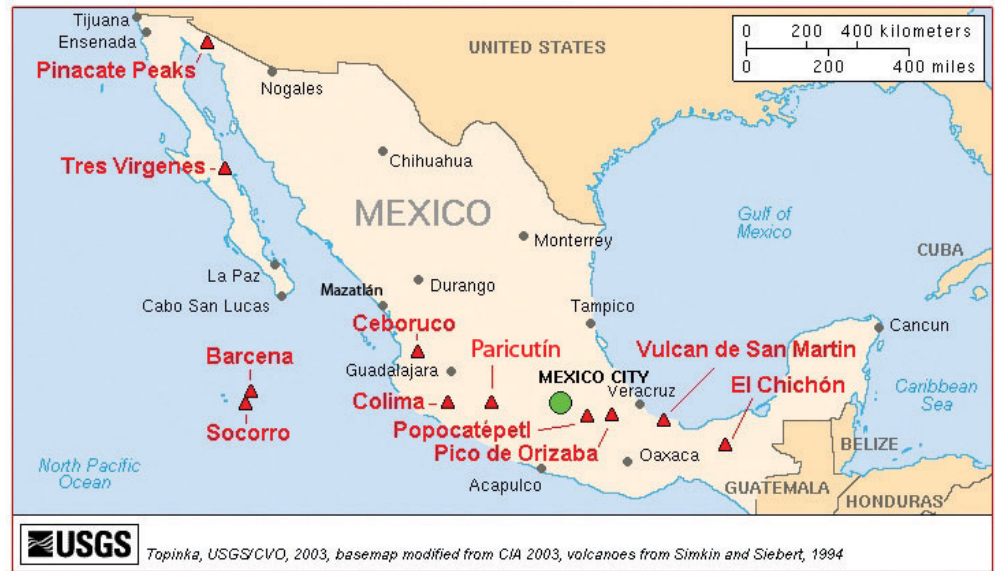 Tijuana
Ensenada
Pinacate Peaks
Nogales
UNITED STATES
0 200 400 kilometers
0 200 400 miles
Chihuahua
Tres Virgenes
MEXICO
Monterrey
Gulf of
Mexico
CUBA
La Paz
Cabo San Lucas
Mazatlán
Durango
Tampico
Cancun
Ceboruco
Paricutín
Vulcan de San Martin
Barcena
Guadalajara
MEXICO CITY
Veracruz
El Chichón
Caribbean
Sea
Colima
Socorro
Popocatépetl
Pico de Orizaba
Oaxaca
BELIZE
North Pacific
Ocean
Acapulco
GUATEMALA
HONDURAS
USGS
Topinka, USGS/CVO, 2003, basemap modified from CIA 2003, volcanoes from Simkin and Siebert, 1994